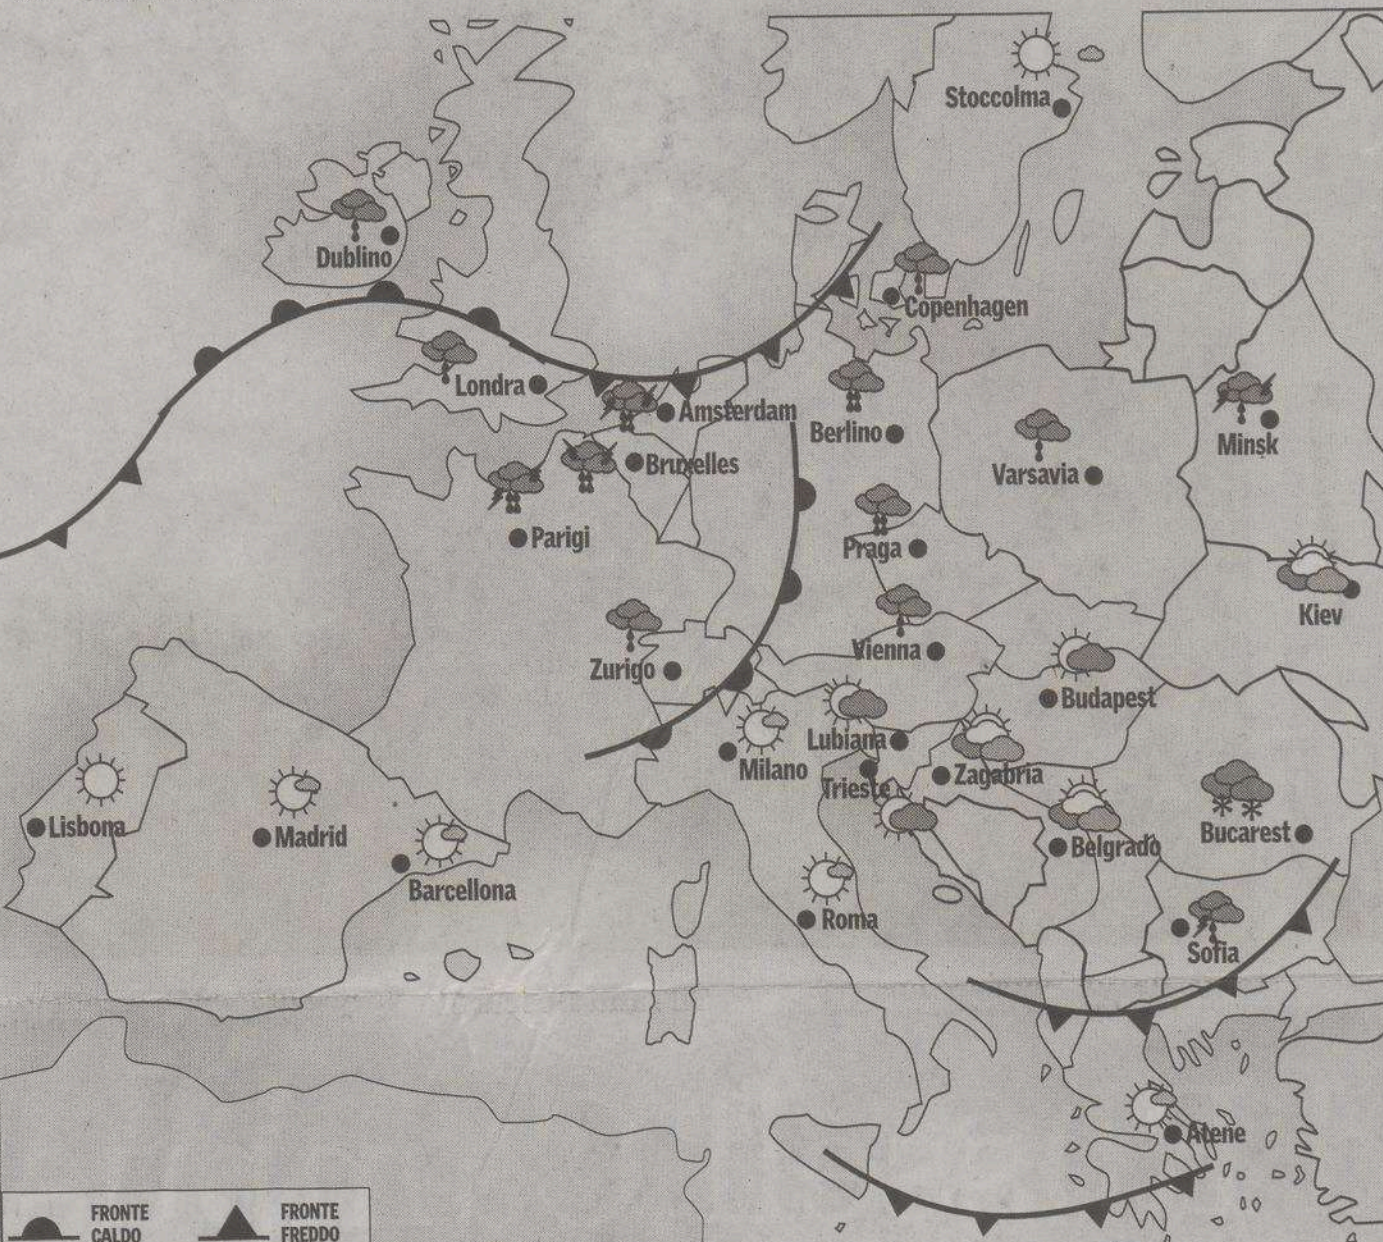 Stoccolma
Dublino
Copenhagen
Londra
Amsterdam
Berlino
Minsk
Bruxelles
Varsavia
Parigi
Praga
Kiev
Vienna
Zurigo
Budapest
Lubiana
Milano
Zagabria
Trieste
Lisbona
Madrid
Bucarest
Belgrado
Barcellona
Roma
Sofia
Atene
FRONTE
CALDO
FRONTE
FREDDO